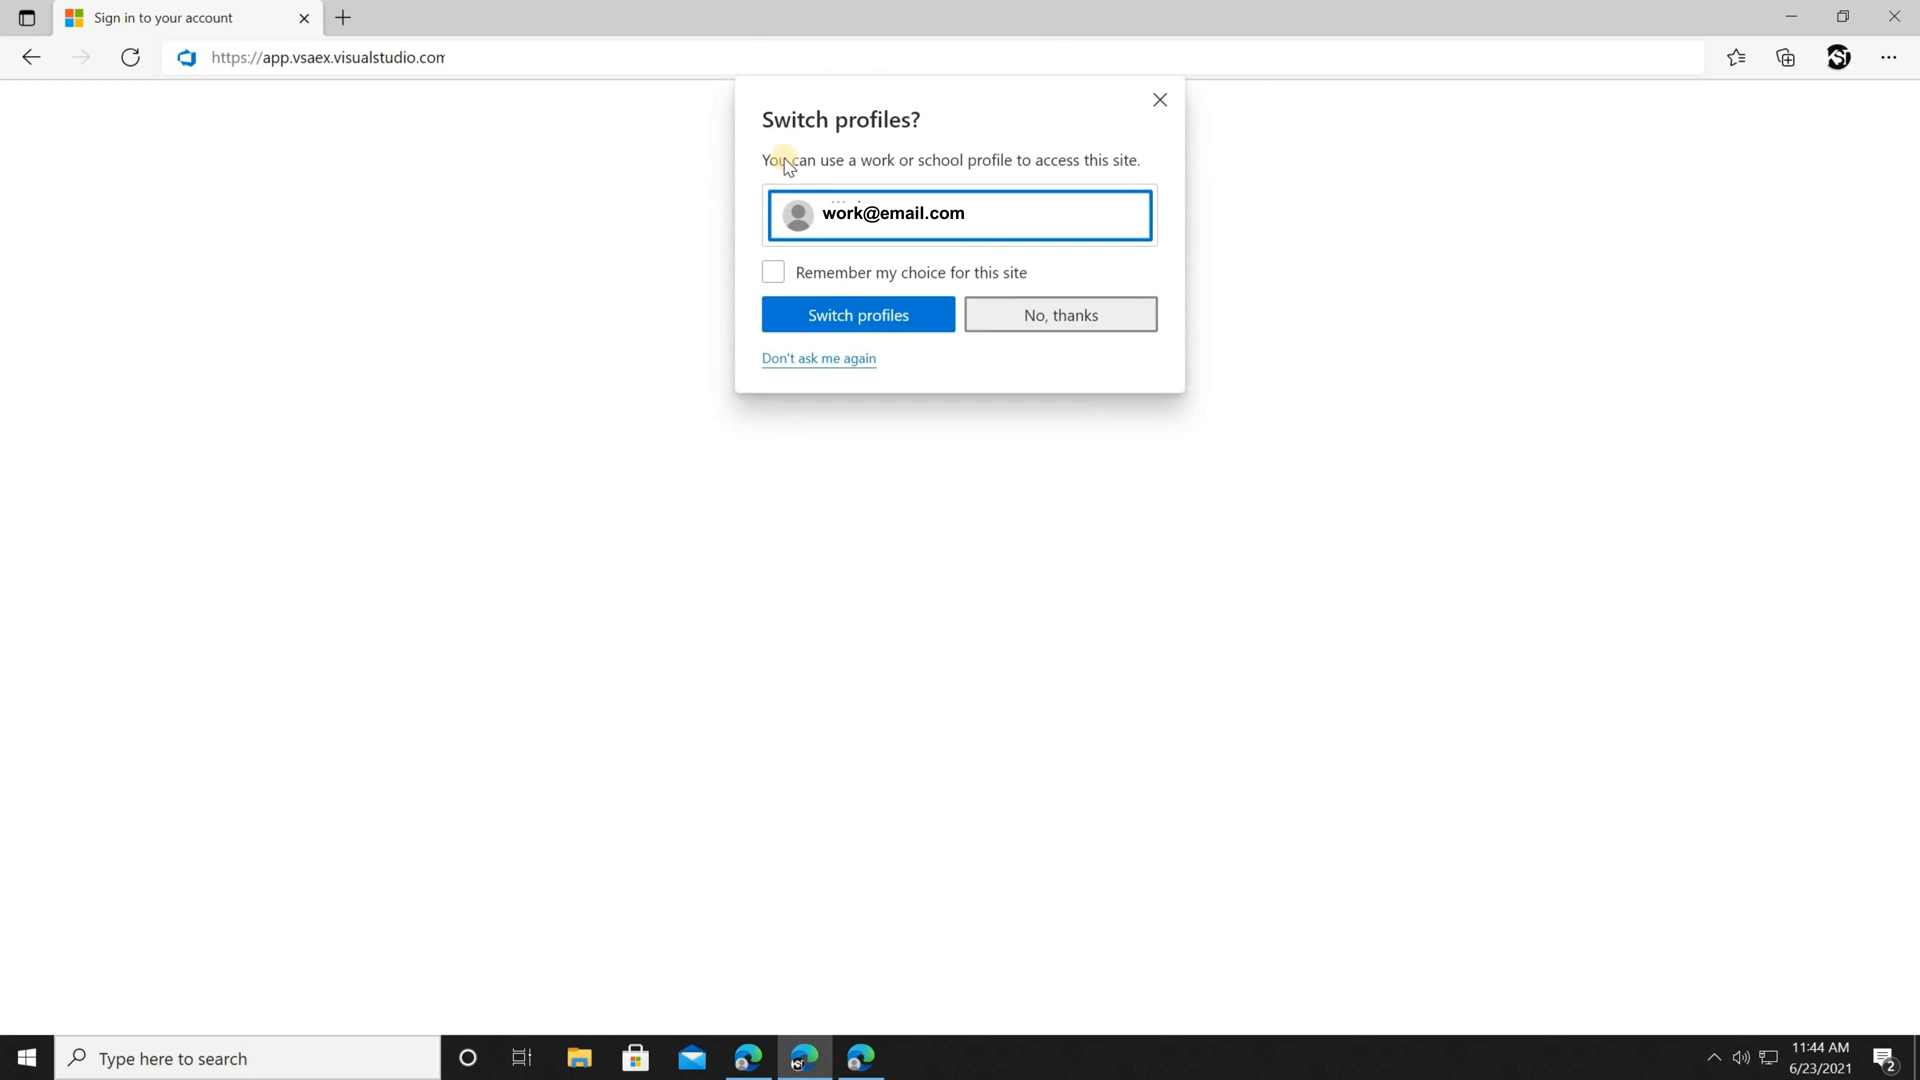 Sign in to your account
https://app.vsaex.visualstudio.com
Switch profiles?
You can use a work or school profile to access this site.
work@email.com
Remember my choice for this site
Switch profiles
No, thanks
Don't ask me again
Type here to search
11:44 AM
6/23/2021
2